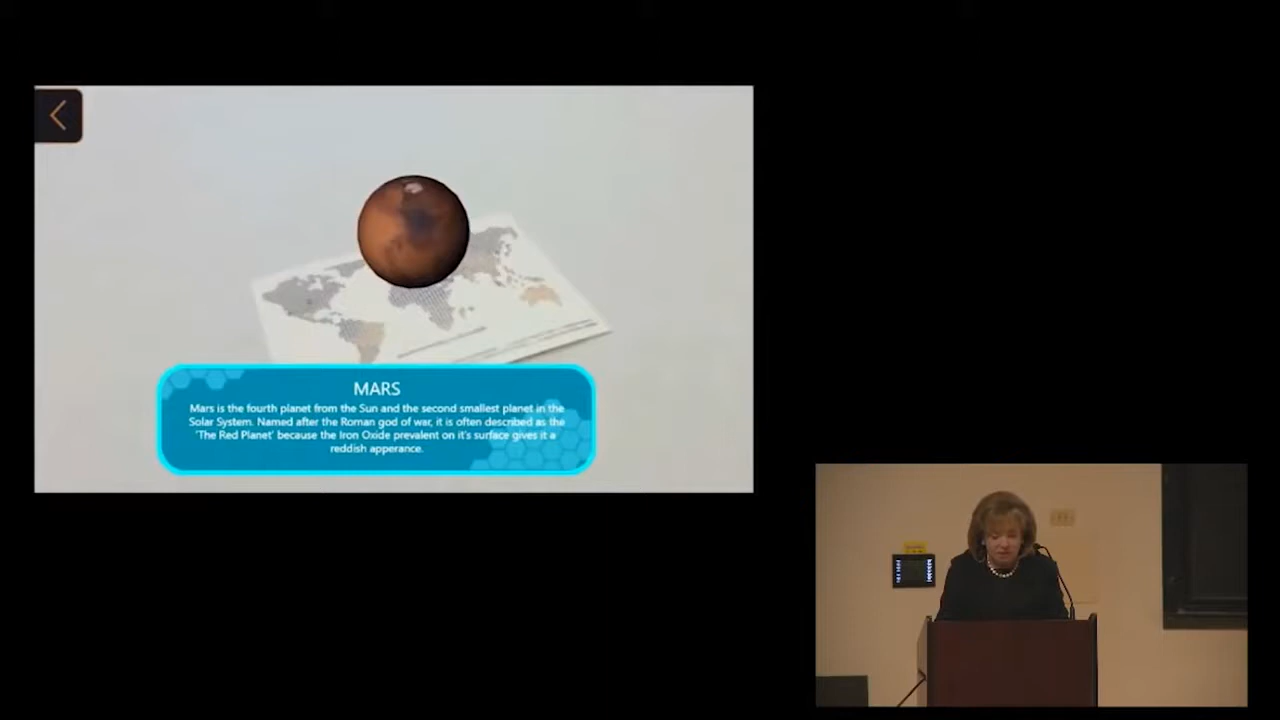 MARS
Mars is the fourth planet from the Sun and the second smallest planet in the
Solar System. Named after the Roman god of war, it is often described as the
'The Red Planet' because the Iron Oxide prevalent on it's surface gives it a
reddish apperance.